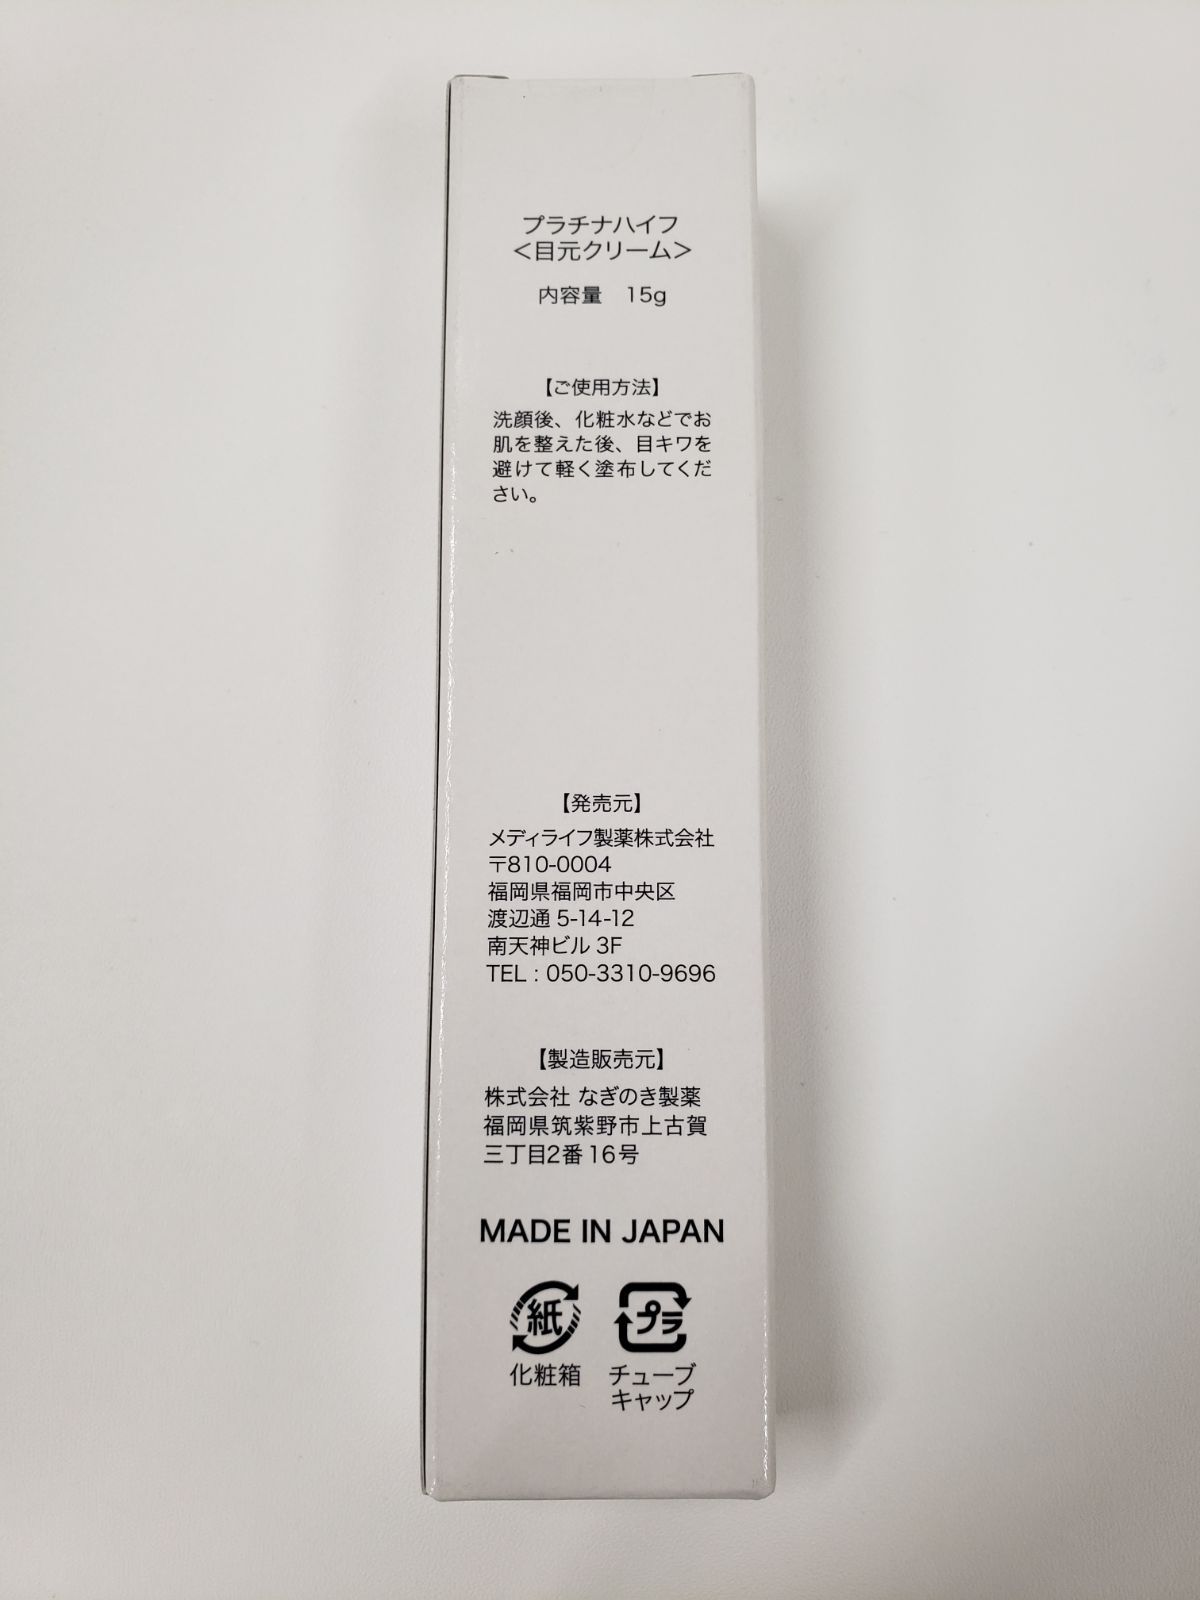 プラチナハイフ
＜目元クリーム＞
内容量　15g
【ご使用方法】
洗顔後、化粧水などでお
肌を整えた後、目キワを
避けて軽く塗布してくだ
さい。
【発売元】
メディライフ製薬株式会社
〒810-0004
福岡県福岡市中央区
渡辺通 5-14-12
南天神ビル 3F
TEL : 050-3310-9696
【製造販売元】
株式会社 なぎのき製薬
福岡県筑紫野市上古賀
三丁目2番16号
MADE IN JAPAN
紙 プラ
化粧箱 チューブ
キャップ